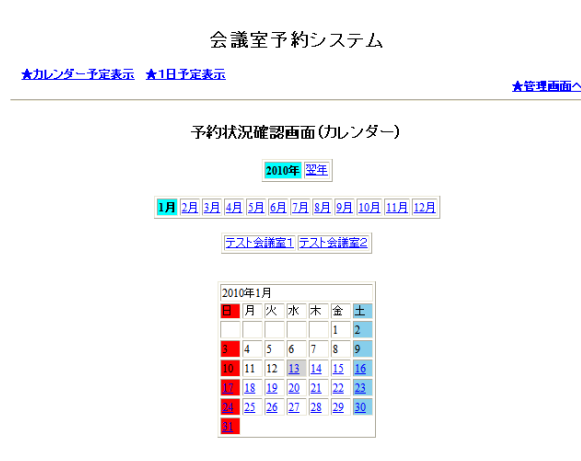 会議室予約システム
★カレンダー予定表示 ★1日予定表示
★管理画面へ
予約状況確認画面(カレンダー)
2010年 翌年
1月 2月 3月 4月 5月 6月 7月 8月 9月 10月 11月 12月
テスト会議室1 テスト会議室2
2010年1月
日 月 火 水 木 金 土
1 2
3 4 5 6 7 8 9
10 11 12 13 14 15 16
17 18 19 20 21 22 23
24 25 26 27 28 29 30
31